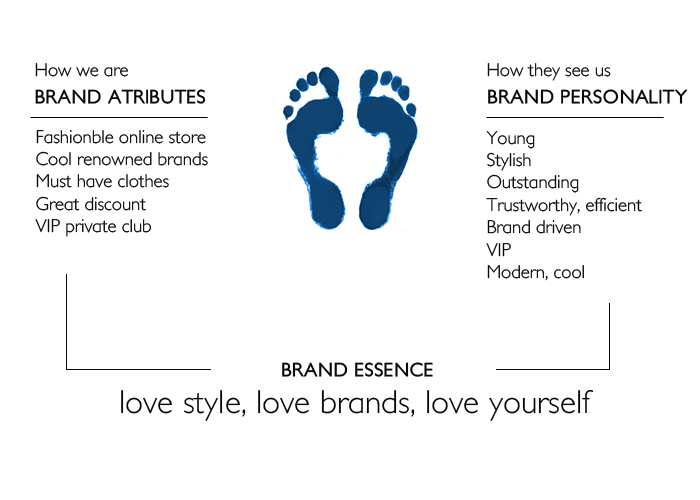 How we are
BRAND ATRIBUTES
Fashionble online store
Cool renowned brands
Must have clothes
Great discount
VIP private club
How they see us
BRAND PERSONALITY
Young
Stylish
Outstanding
Trustworthy, efficient
Brand driven
VIP
Modern, cool
BRAND ESSENCE
love style, love brands, love yourself